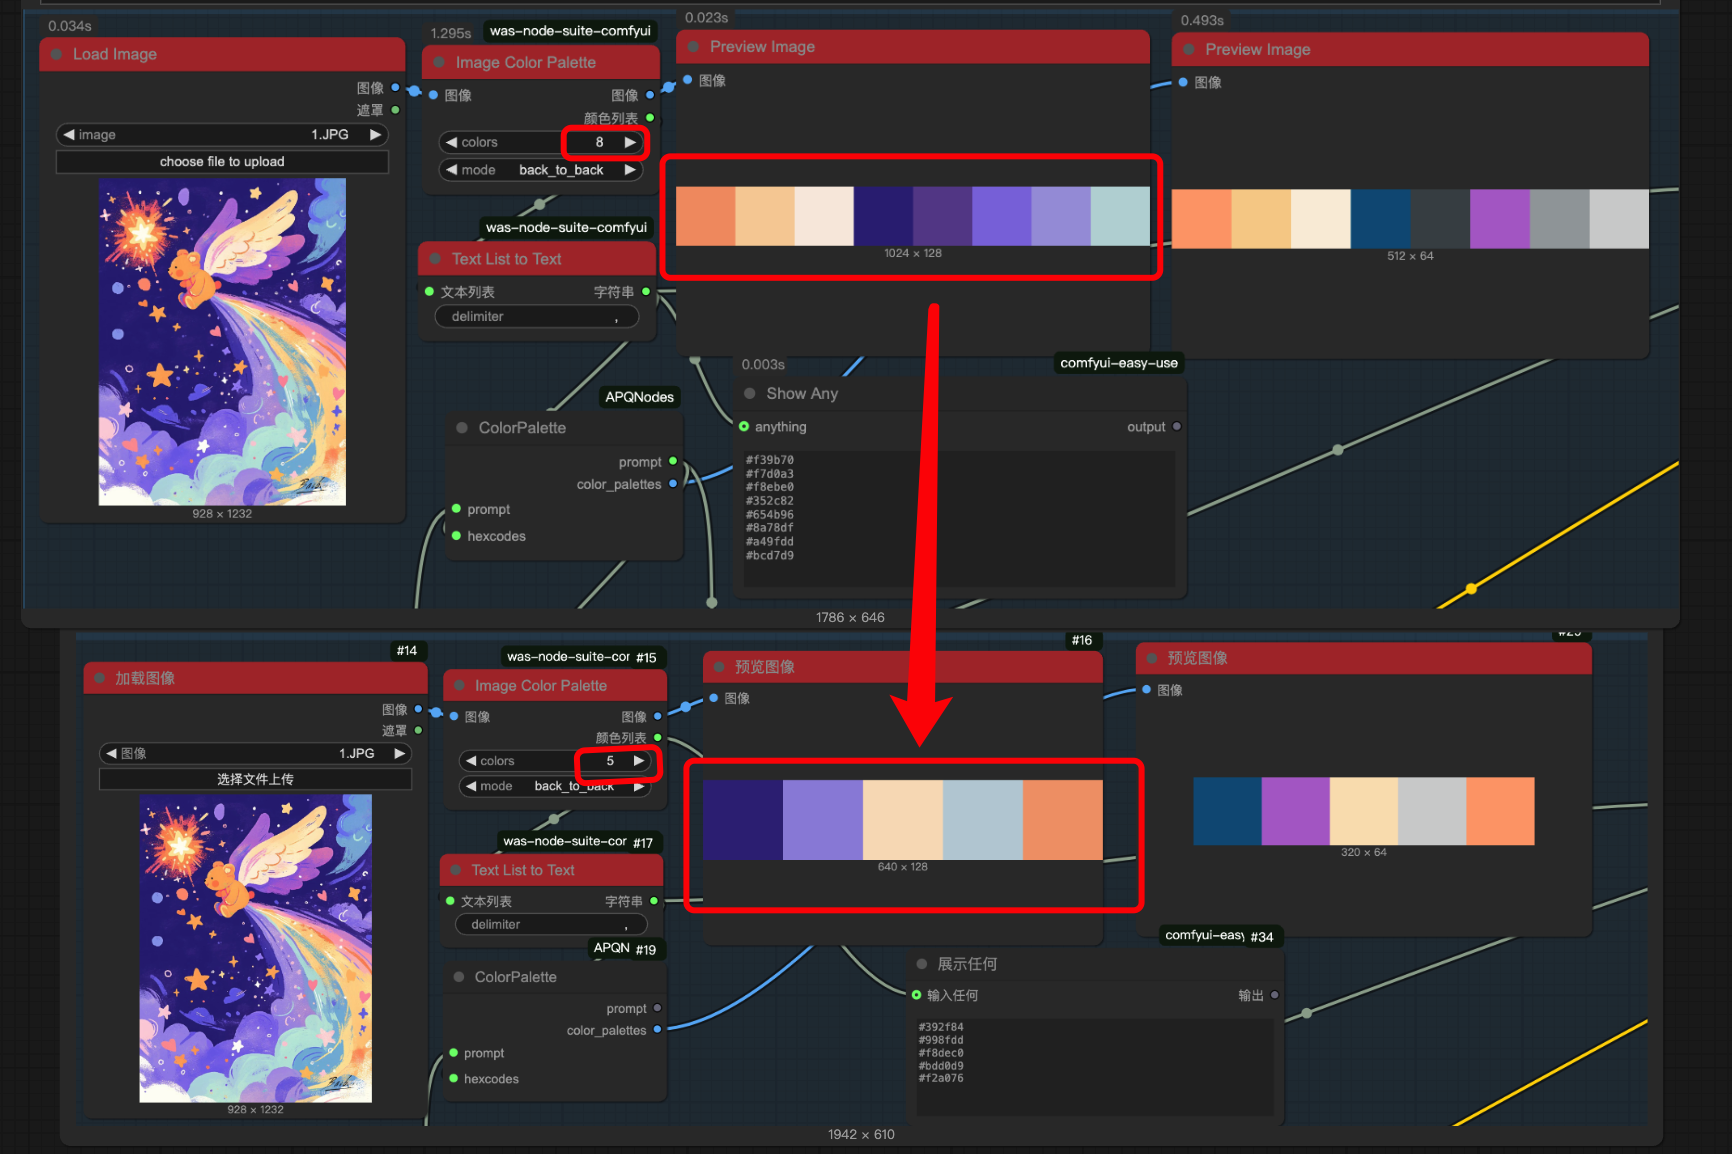 0.034s
Load Image
图像
遮罩
image 1.JPG
choose file to upload
928 × 1232
1.295s
was-node-suite-comfyui
Image Color Palette
图像 图像
颜色列表
colors 8
mode back_to_back
was-node-suite-comfyui
Text List to Text
文本列表 字符串
delimiter ,
0.023s
Preview Image
图像
1024 × 128
0.493s
Preview Image
图像
512 × 64
APQNodes
ColorPalette
prompt
color_palettes
prompt
hexcodes
0.003s
comfyui-easy-use
Show Any
anything output
#f39b70
#f7d0a3
#f8ebe0
#352c82
#654b96
#8a78df
#a49fdd
#bcd7d9
1786 × 646
#14
加载图像
图像
遮罩
图像 1.JPG
选择文件上传
928 × 1232
was-node-suite-cor #15
Image Color Palette
图像 图像
颜色列表
colors 5
mode back_to_back
was-node-suite-cor #17
Text List to Text
文本列表 字符串
delimiter ,
#16
预览图像
图像
640 × 128
预览图像
图像
320 × 64
APQN #19
ColorPalette
prompt
color_palettes
prompt
hexcodes
comfyui-easy #34
展示任何
输入任何 输出
#392f84
#998fdd
#f8dec0
#bdd0d9
#f2a076
1942 × 610